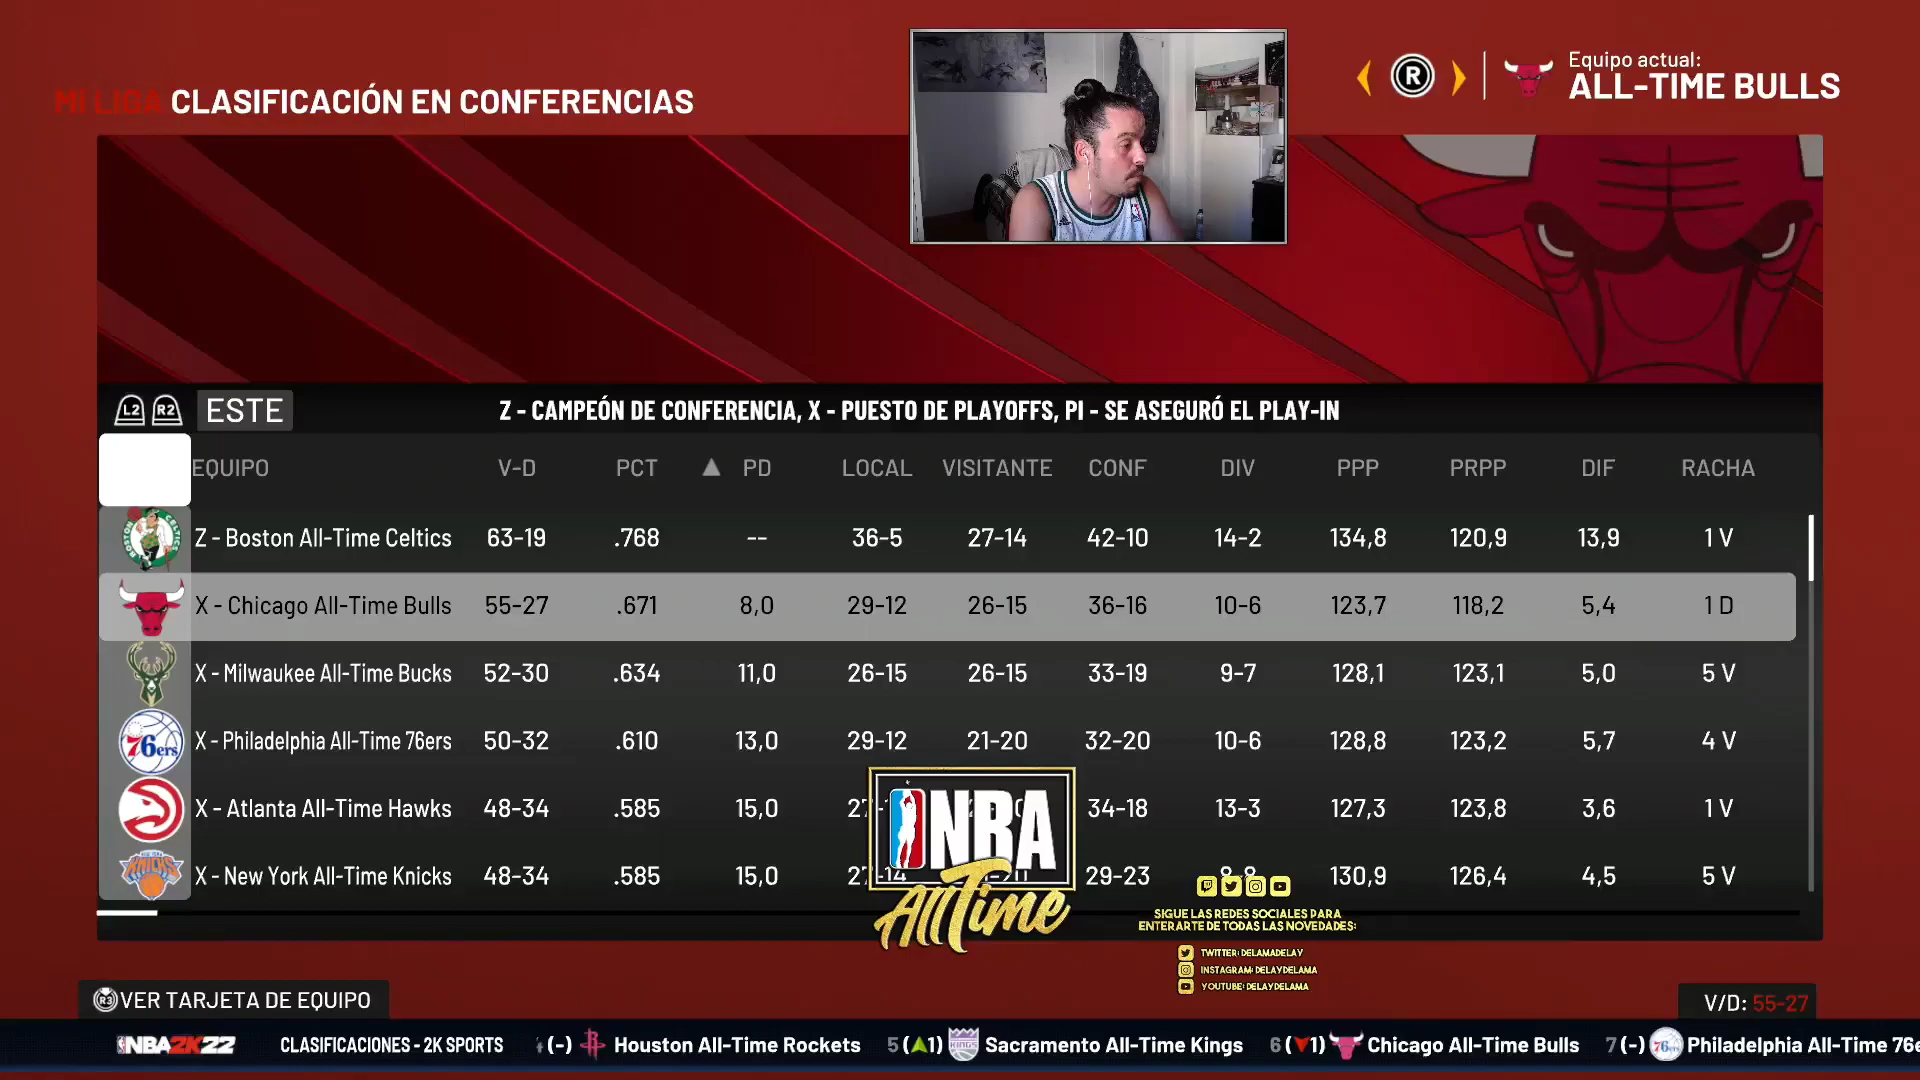 MI LIGA CLASIFICACIÓN EN CONFERENCIAS
Equipo actual:
ALL-TIME BULLS
L2 R2 ESTE
Z - CAMPEÓN DE CONFERENCIA, X - PUESTO DE PLAYOFFS, PI - SE ASEGURÓ EL PLAY-IN
EQUIPO V-D PCT PD LOCAL VISITANTE CONF DIV PPP PRPP DIF RACHA
Z - Boston All-Time Celtics 63-19 .768 -- 36-5 27-14 42-10 14-2 134,8 120,9 13,9 1 V
X - Chicago All-Time Bulls 55-27 .671 8,0 29-12 26-15 36-16 10-6 123,7 118,2 5,4 1 D
X - Milwaukee All-Time Bucks 52-30 .634 11,0 26-15 26-15 33-19 9-7 128,1 123,1 5,0 5 V
X - Philadelphia All-Time 76ers 50-32 .610 13,0 29-12 21-20 32-20 10-6 128,8 123,2 5,7 4 V
X - Atlanta All-Time Hawks 48-34 .585 15,0 34-18 13-3 127,3 123,8 3,6 1 V
X - New York All-Time Knicks 48-34 .585 15,0 27-14 29-23 8-8 130,9 126,4 4,5 5 V
NBA
All Time
SIGUE LAS REDES SOCIALES PARA
ENTERARTE DE TODAS LAS NOVEDADES:
TWITTER: DELAMADELAY
INSTAGRAM: DELAYDELAMA
YOUTUBE: DELAYDELAMA
R3 VER TARJETA DE EQUIPO
V/D: 55-27
NBA2K22 CLASIFICACIONES - 2K SPORTS (-) Houston All-Time Rockets 5 (▲1) Sacramento All-Time Kings 6 (▼1) Chicago All-Time Bulls 7 (-) Philadelphia All-Time 76e